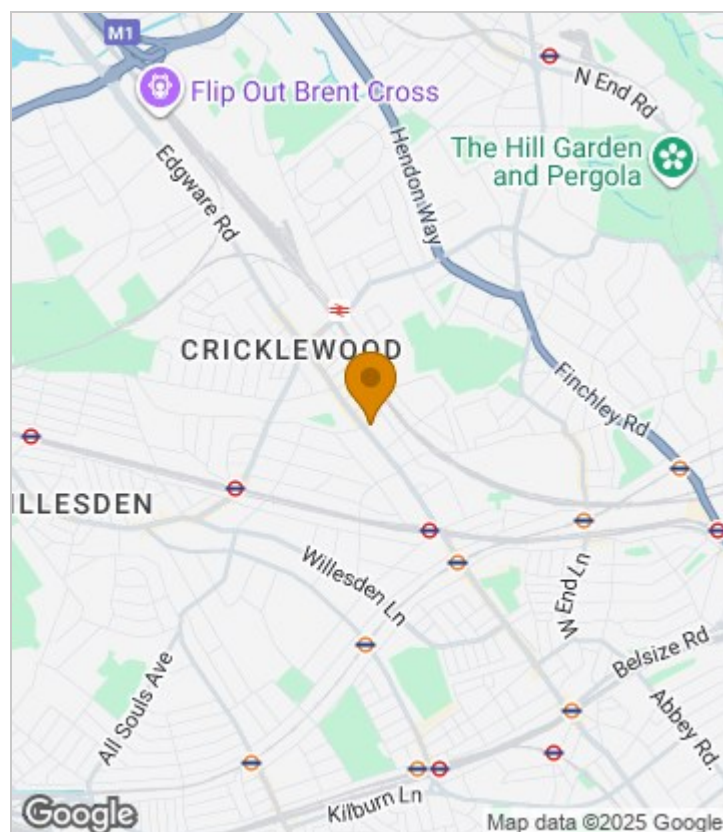 M1
Flip Out Brent Cross
N End Rd
The Hill Garden
and Pergola
Hendon Way
Edgware Rd
CRICKLEWOOD
Finchley Rd
ILLESDEN
Willesden Ln
W End Ln
Belsize Rd
All Souls Ave
Abbey Rd.
Kilburn Ln
Google
Map data ©2025 Google